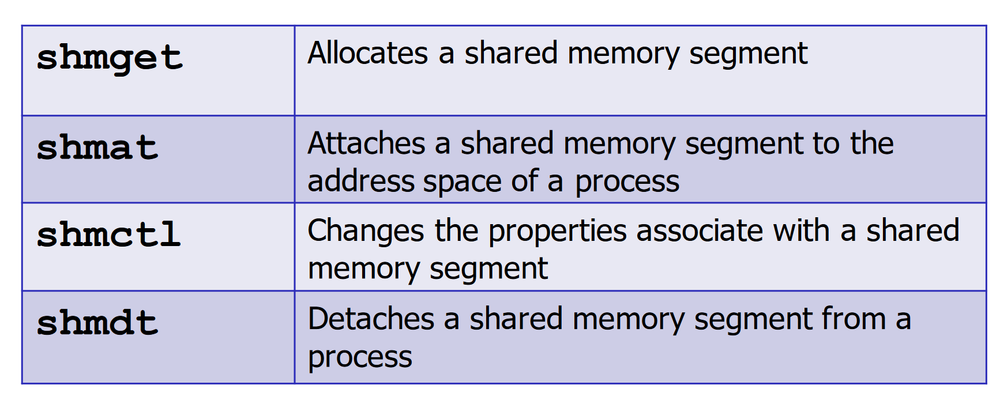 shmget
Allocates a shared memory segment
shmat
Attaches a shared memory segment to the
address space of a process
shmctl
Changes the properties associate with a shared
memory segment
shmdt
Detaches a shared memory segment from a
process